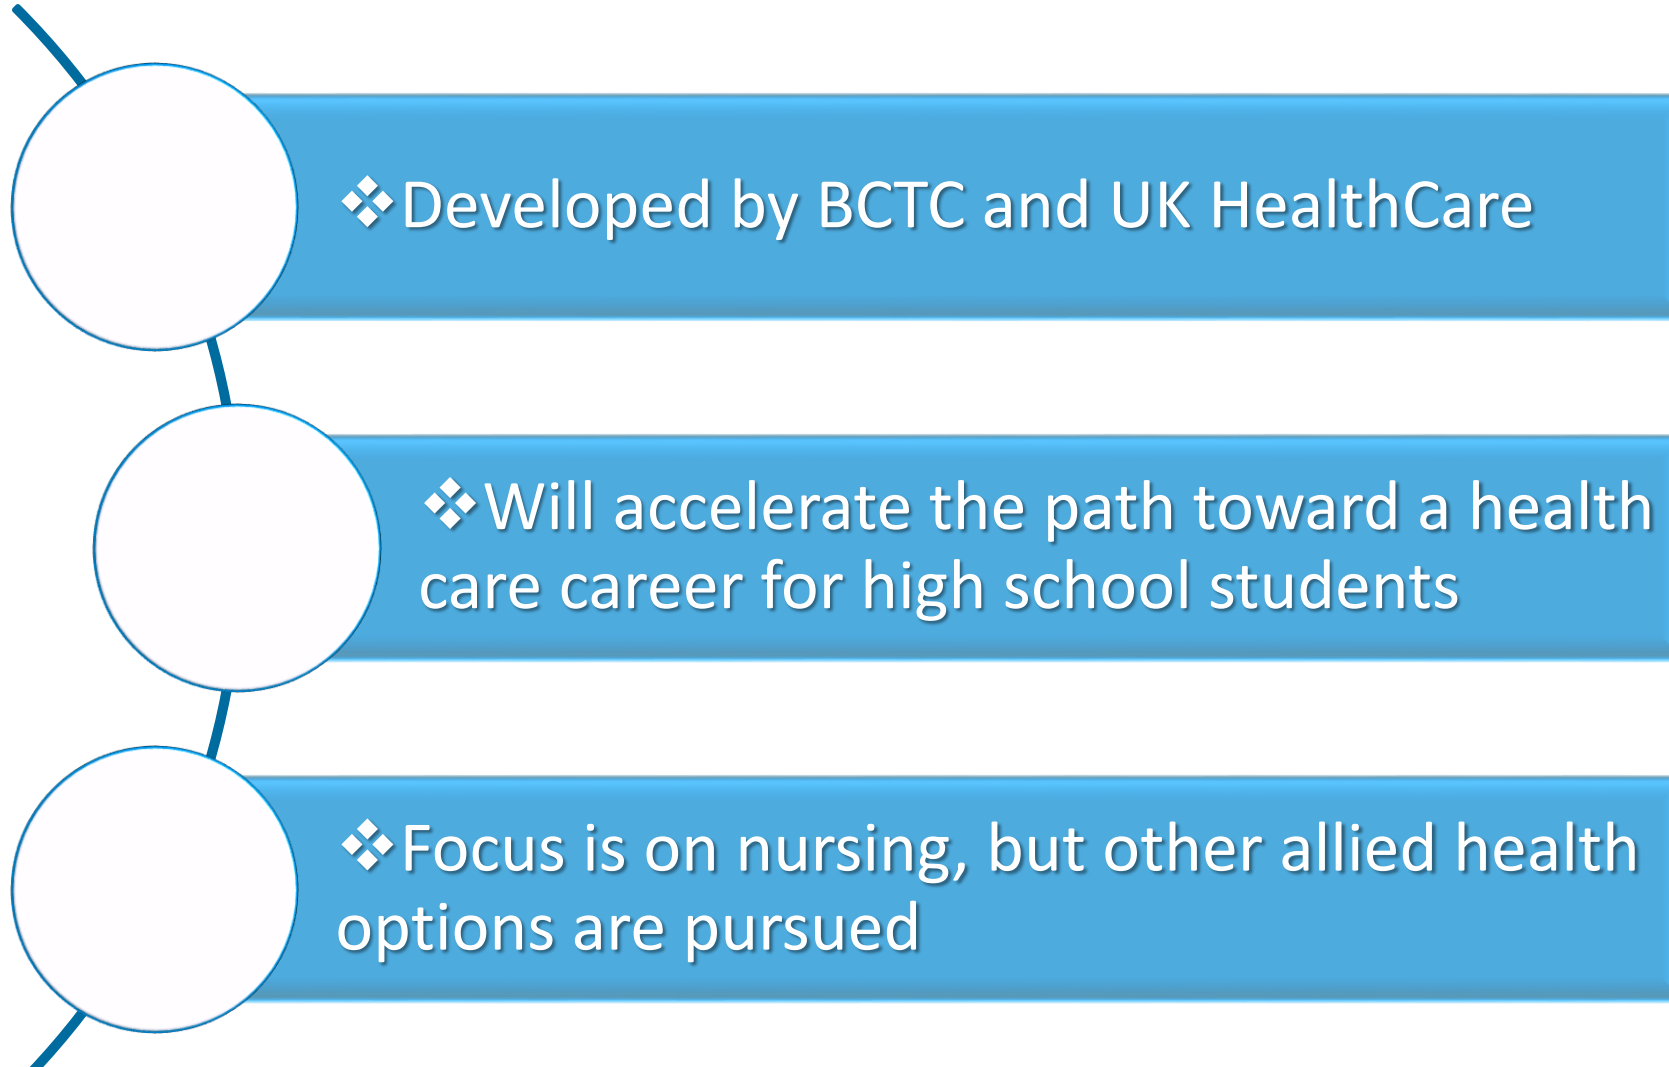 ❖Developed by BCTC and UK HealthCare
❖Will accelerate the path toward a health
care career for high school students
❖Focus is on nursing, but other allied health
options are pursued